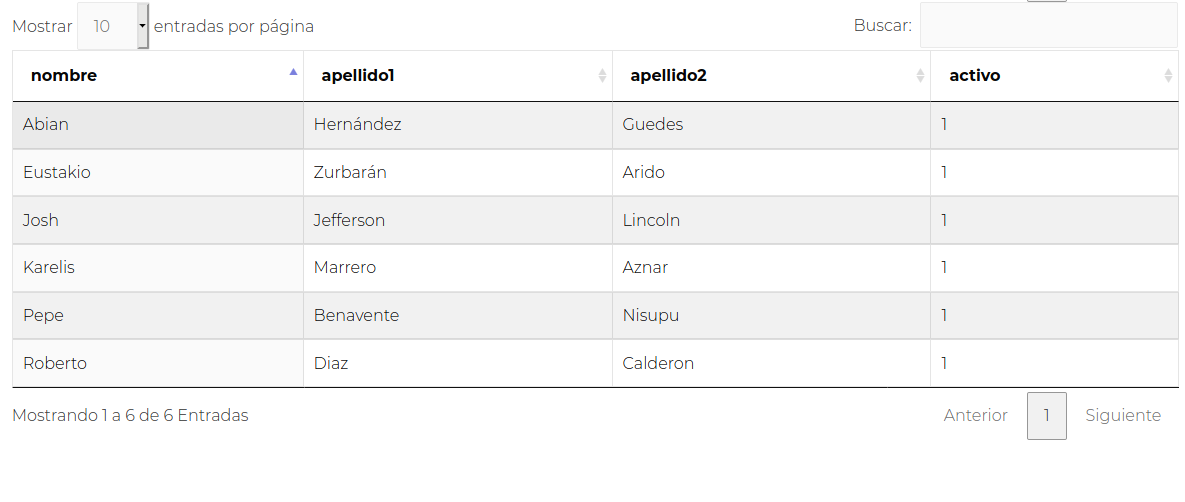 Mostrar 10 entradas por página Buscar:
nombre apellido1 apellido2 activo
Abian Hernández Guedes 1
Eustakio Zurbarán Arido 1
Josh Jefferson Lincoln 1
Karelis Marrero Aznar 1
Pepe Benavente Nisupu 1
Roberto Diaz Calderon 1
Mostrando 1 a 6 de 6 Entradas Anterior 1 Siguiente